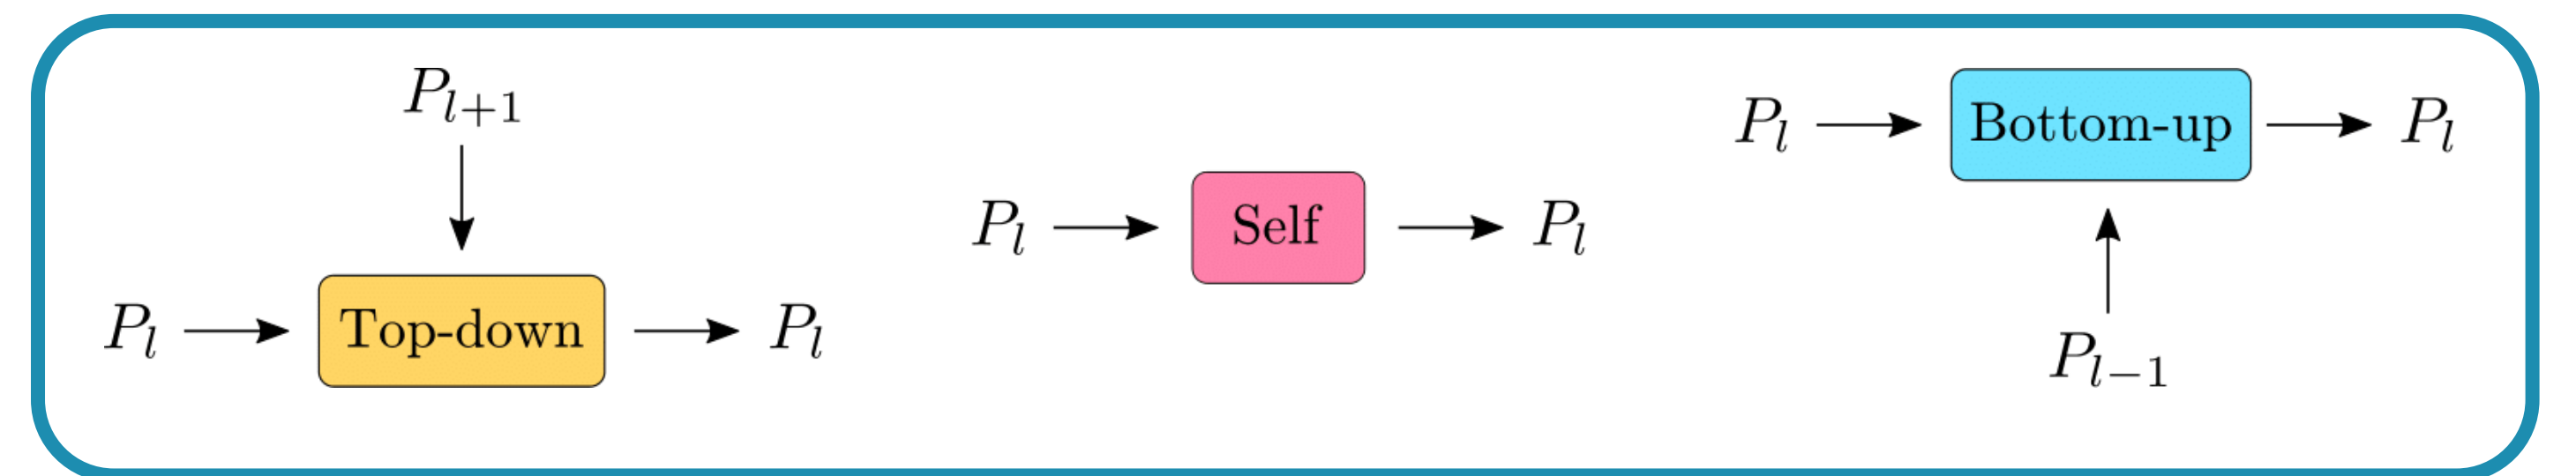 P_{l+1}
P_l → Top-down → P_l
P_l → Self → P_l
P_l → Bottom-up → P_l
P_{l-1}